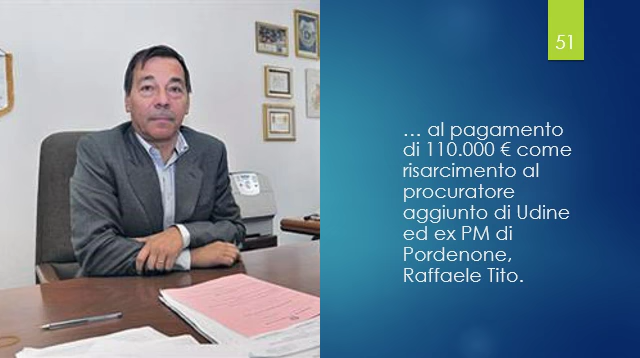 51
… al pagamento
di 110.000 € come
risarcimento al
procuratore
aggiunto di Udine
ed ex PM di
Pordenone,
Raffaele Tito.